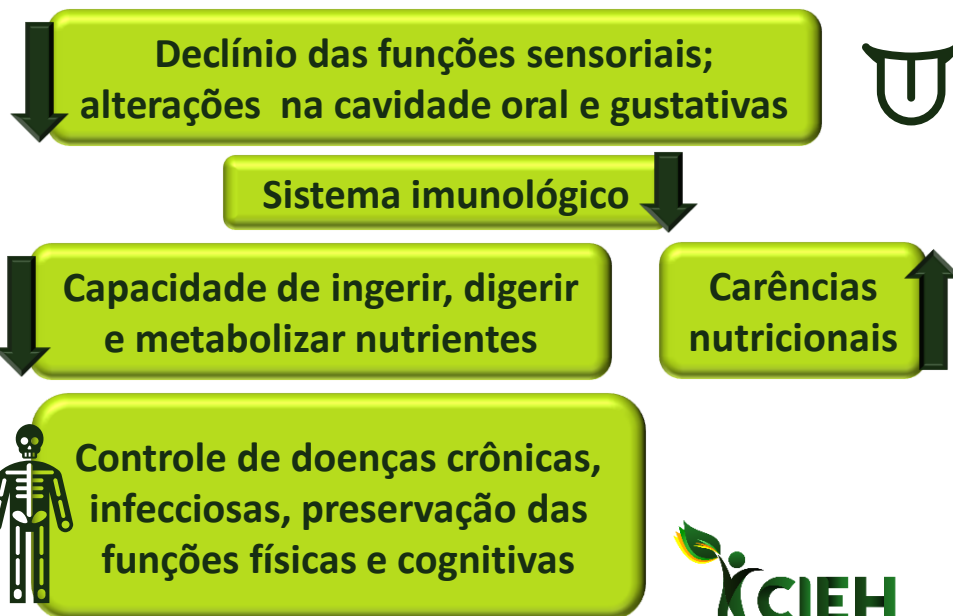 Declínio das funções sensoriais;
alterações na cavidade oral e gustativas
Sistema imunológico
Capacidade de ingerir, digerir
e metabolizar nutrientes
Carências
nutricionais
Controle de doenças crônicas,
infecciosas, preservação das
funções físicas e cognitivas
CIEH